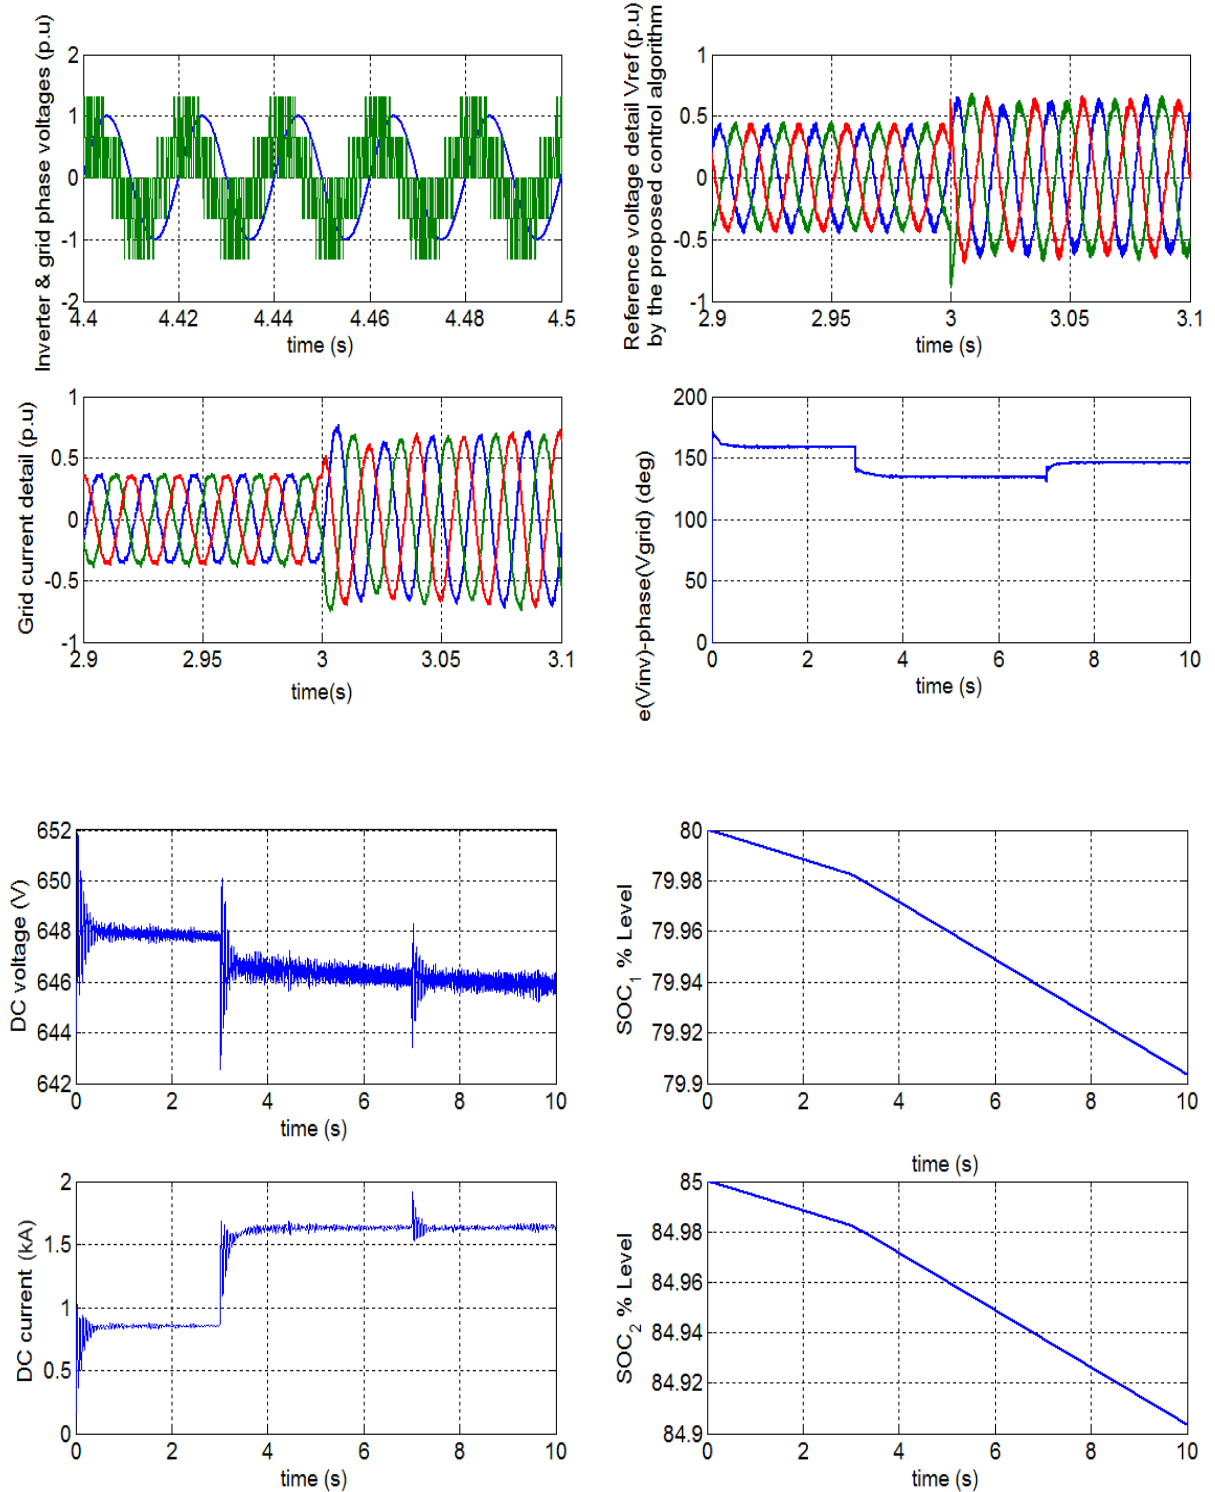 Inverter & grid phase voltages (p.u)
2
1
0
-1
-2
4.4 4.42 4.44 4.46 4.48 4.5
time (s)
Reference voltage detail Vref (p.u)
by the proposed control algorithm
1
0.5
0
-0.5
-1
2.9 2.95 3 3.05 3.1
time (s)
Grid current detail (p.u)
1
0.5
0
-0.5
-1
2.9 2.95 3 3.05 3.1
time(s)
e(Vinv)-phase(Vgrid) (deg)
200
150
100
50
0
0 2 4 6 8 10
time (s)
DC voltage (V)
652
650
648
646
644
642
0 2 4 6 8 10
time (s)
SOC1 % Level
80
79.98
79.96
79.94
79.92
79.9
0 2 4 6 8 10
time (s)
DC current (kA)
2
1.5
1
0.5
0
0 2 4 6 8 10
time (s)
SOC2 % Level
85
84.98
84.96
84.94
84.92
84.9
0 2 4 6 8 10
time (s)